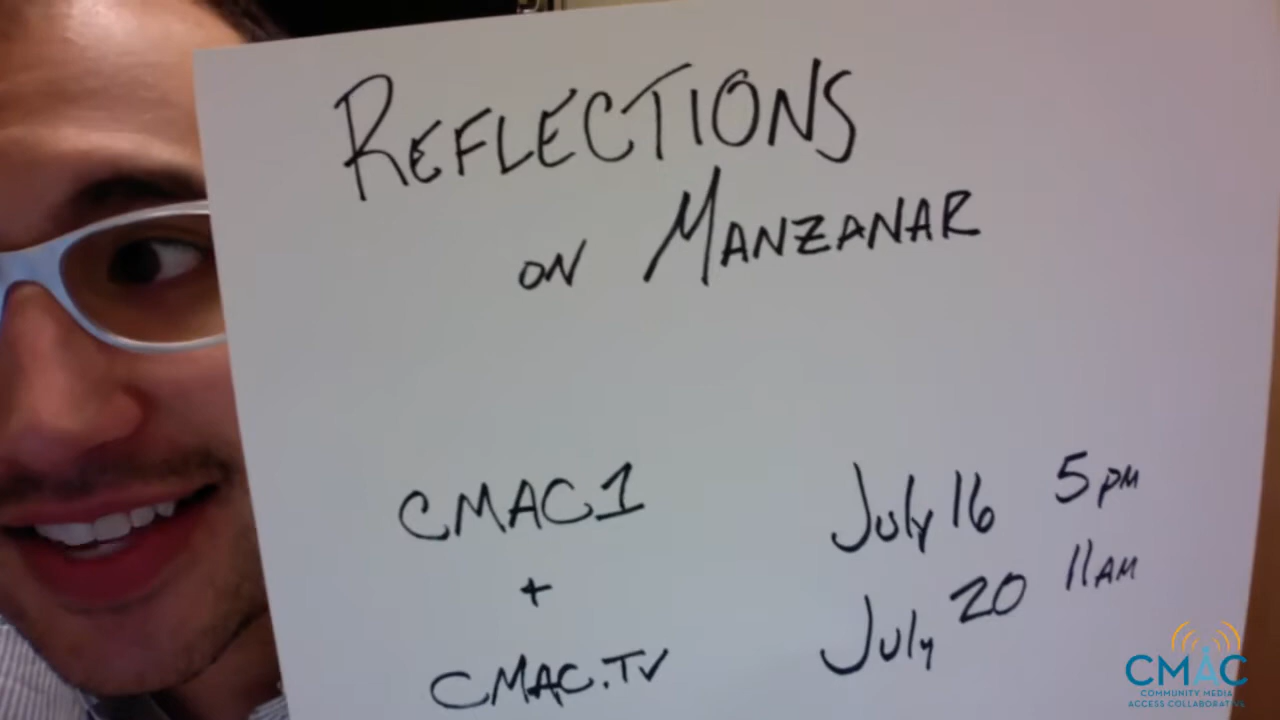 REFLECTIONS
ON MANZANAR
CMAC1
+
CMAC.TV
July 16 5PM
July 20 11AM
CMAC
COMMUNITY MEDIA
ACCESS COLLABORATIVE